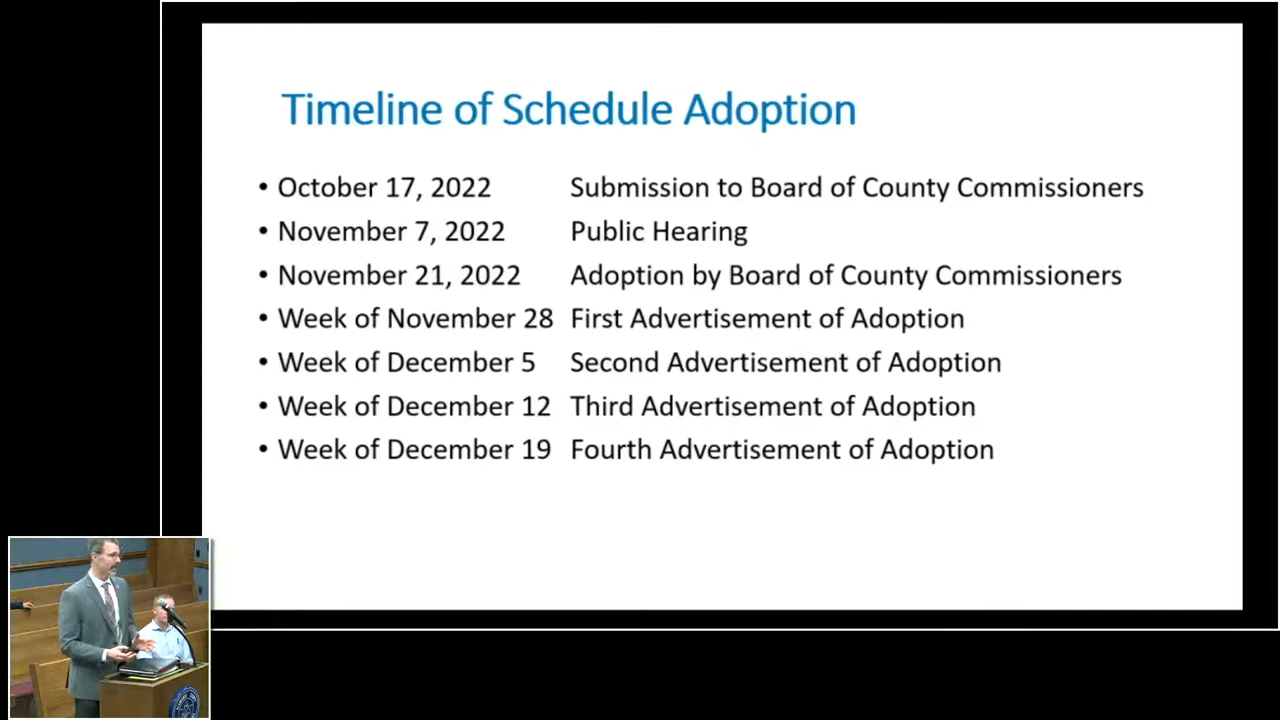 Timeline of Schedule Adoption
• October 17, 2022 Submission to Board of County Commissioners
• November 7, 2022 Public Hearing
• November 21, 2022 Adoption by Board of County Commissioners
• Week of November 28 First Advertisement of Adoption
• Week of December 5 Second Advertisement of Adoption
• Week of December 12 Third Advertisement of Adoption
• Week of December 19 Fourth Advertisement of Adoption